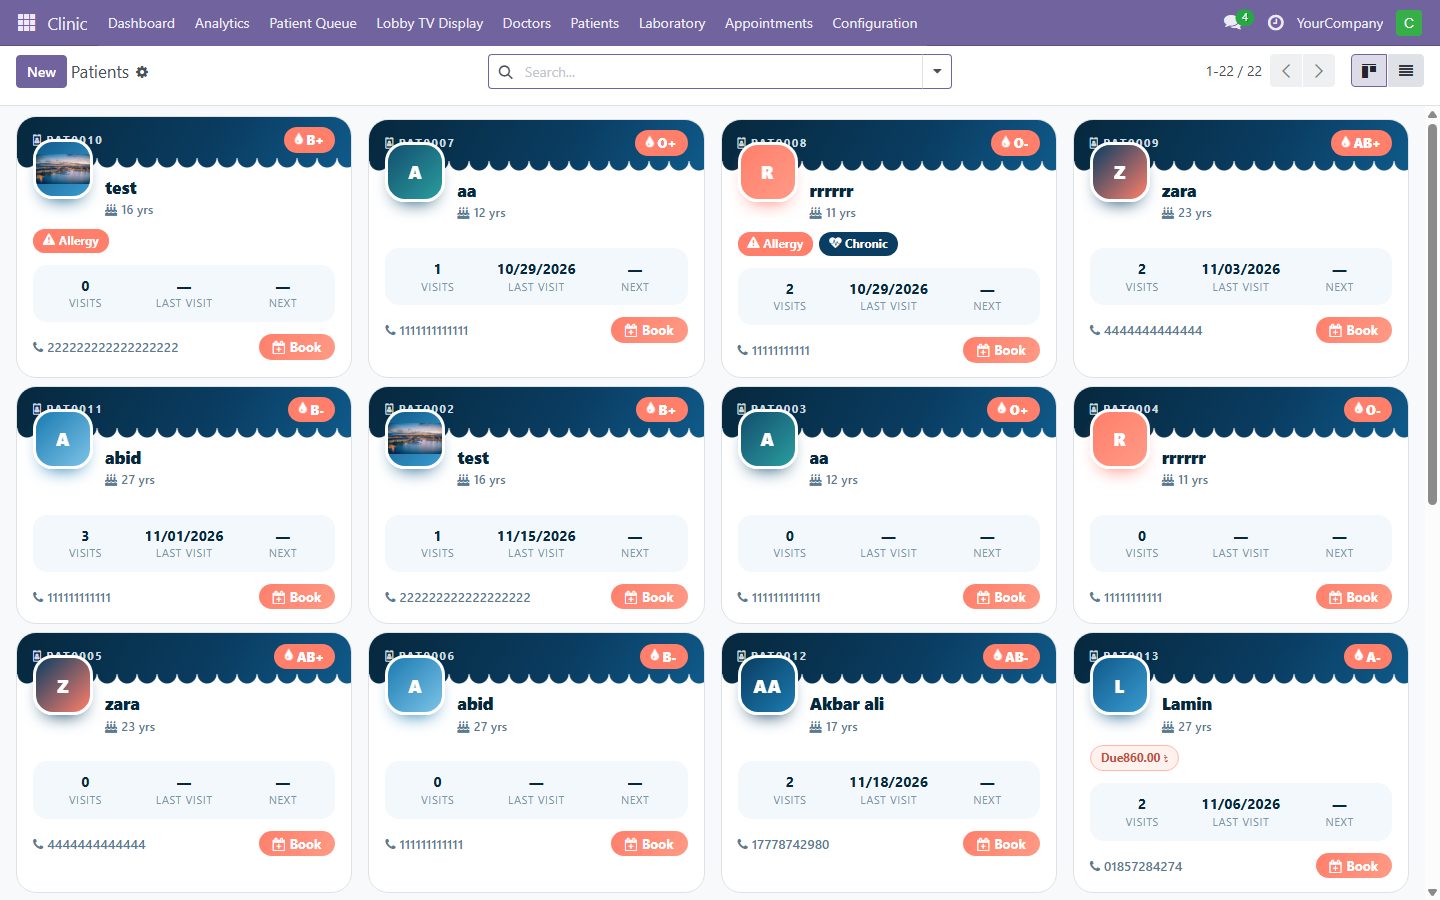 Clinic Dashboard Analytics Patient Queue Lobby TV Display Doctors Patients Laboratory Appointments Configuration 4 YourCompany C
New Patients Search... 1-22 / 22
B+
test
16 yrs
Allergy
0 — —
VISITS LAST VISIT NEXT
222222222222222222 Book
O+
A
aa
12 yrs
1 10/29/2026 —
VISITS LAST VISIT NEXT
1111111111111 Book
O-
R
rrrrrr
11 yrs
Allergy Chronic
2 10/29/2026 —
VISITS LAST VISIT NEXT
11111111111 Book
AB+
Z
zara
23 yrs
2 11/03/2026 —
VISITS LAST VISIT NEXT
4444444444444 Book
B-
A
abid
27 yrs
3 11/01/2026 —
VISITS LAST VISIT NEXT
111111111111 Book
B+
test
16 yrs
1 11/15/2026 —
VISITS LAST VISIT NEXT
222222222222222222 Book
O+
A
aa
12 yrs
0 — —
VISITS LAST VISIT NEXT
1111111111111 Book
O-
R
rrrrrr
11 yrs
0 — —
VISITS LAST VISIT NEXT
11111111111 Book
AB+
Z
zara
23 yrs
0 — —
VISITS LAST VISIT NEXT
4444444444444 Book
B-
A
abid
27 yrs
0 — —
VISITS LAST VISIT NEXT
111111111111 Book
AB-
AA
Akbar ali
17 yrs
2 11/18/2026 —
VISITS LAST VISIT NEXT
17778742980 Book
A-
L
Lamin
27 yrs
Due860.00 ৳
2 11/06/2026 —
VISITS LAST VISIT NEXT
01857284274 Book